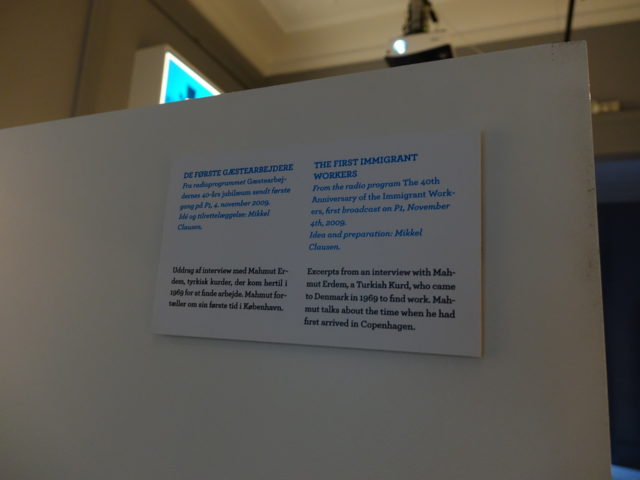 DE FØRSTE GÆSTEARBEJDERE
Fra radioprogrammet Gæstearbej-
dernes 40-års jubilæum sendt første
gang på P1, 4. november 2009.
Idé og tilrettelæggelse: Mikkel
Clausen.
Uddrag af interview med Mahmut Er-
dem, tyrkisk kurder, der kom hertil i
1969 for at finde arbejde. Mahmut for-
tæller om sin første tid i København.
THE FIRST IMMIGRANT
WORKERS
From the radio program The 40th
Anniversary of the Immigrant Work-
ers, first broadcast on P1, November
4th, 2009.
Idea and preparation: Mikkel
Clausen.
Excerpts from an interview with Mah-
mut Erdem, a Turkish Kurd, who came
to Denmark in 1969 to find work. Mah-
mut talks about the time when he had
first arrived in Copenhagen.